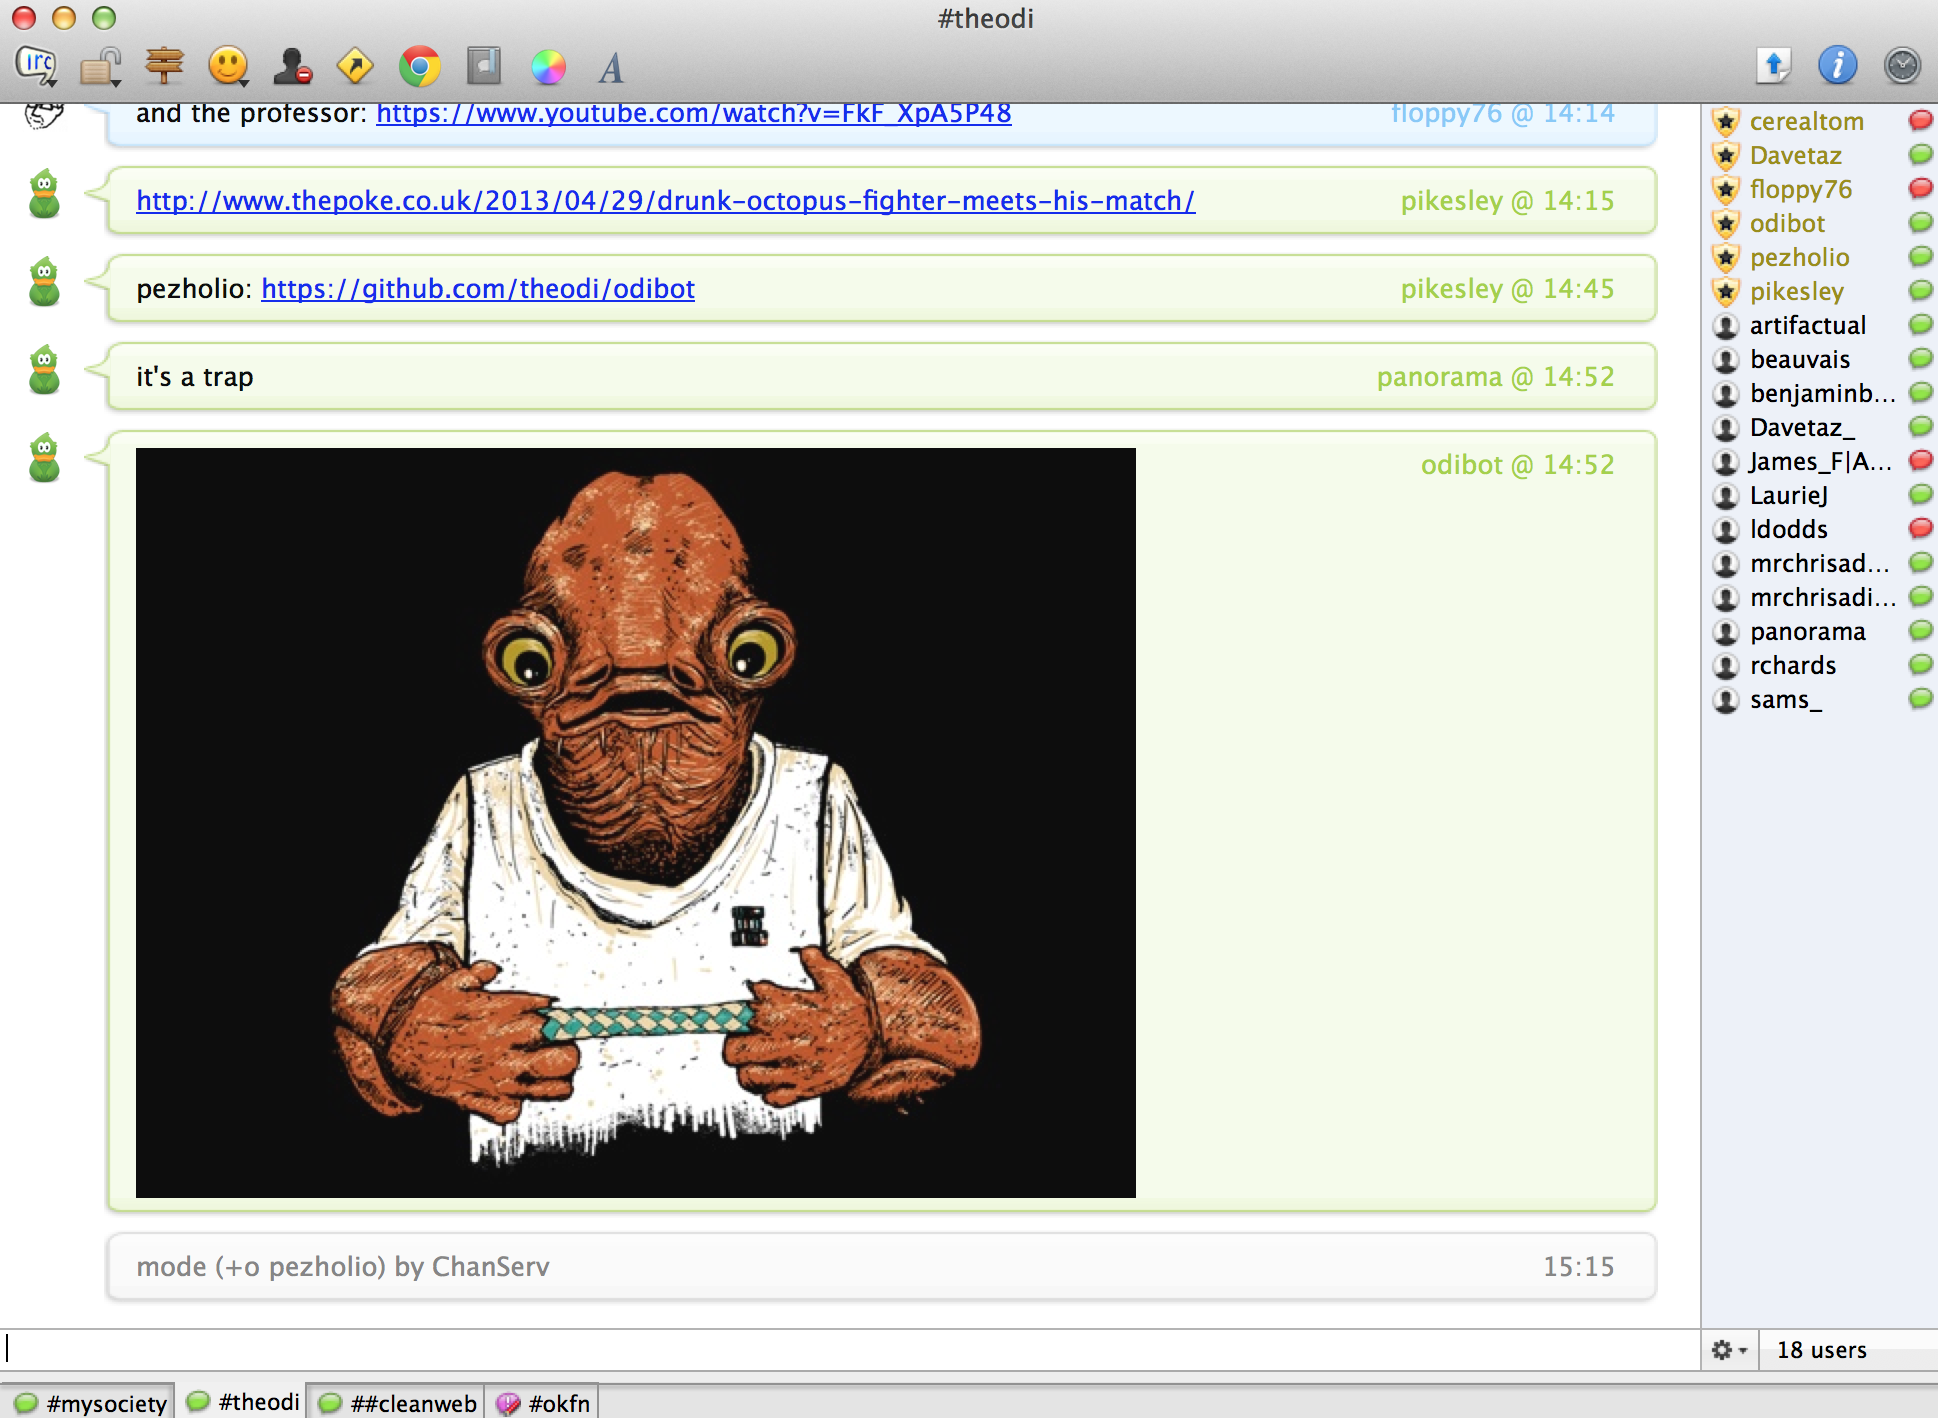 #theodi
irc
and the professor: https://www.youtube.com/watch?v=FkF_XpA5P48 floppy76 @ 14:14
http://www.thepoke.co.uk/2013/04/29/drunk-octopus-fighter-meets-his-match/ pikesley @ 14:15
pezholio: https://github.com/theodi/odibot pikesley @ 14:45
it's a trap panorama @ 14:52
odibot @ 14:52
mode (+o pezholio) by ChanServ 15:15
cerealtom
Davetaz
floppy76
odibot
pezholio
pikesley
artifactual
beauvais
benjaminb...
Davetaz_
James_F|A...
LaurieJ
ldodds
mrchrisad...
mrchrisadi...
panorama
rchards
sams_
18 users
#mysociety #theodi ##cleanweb #okfn